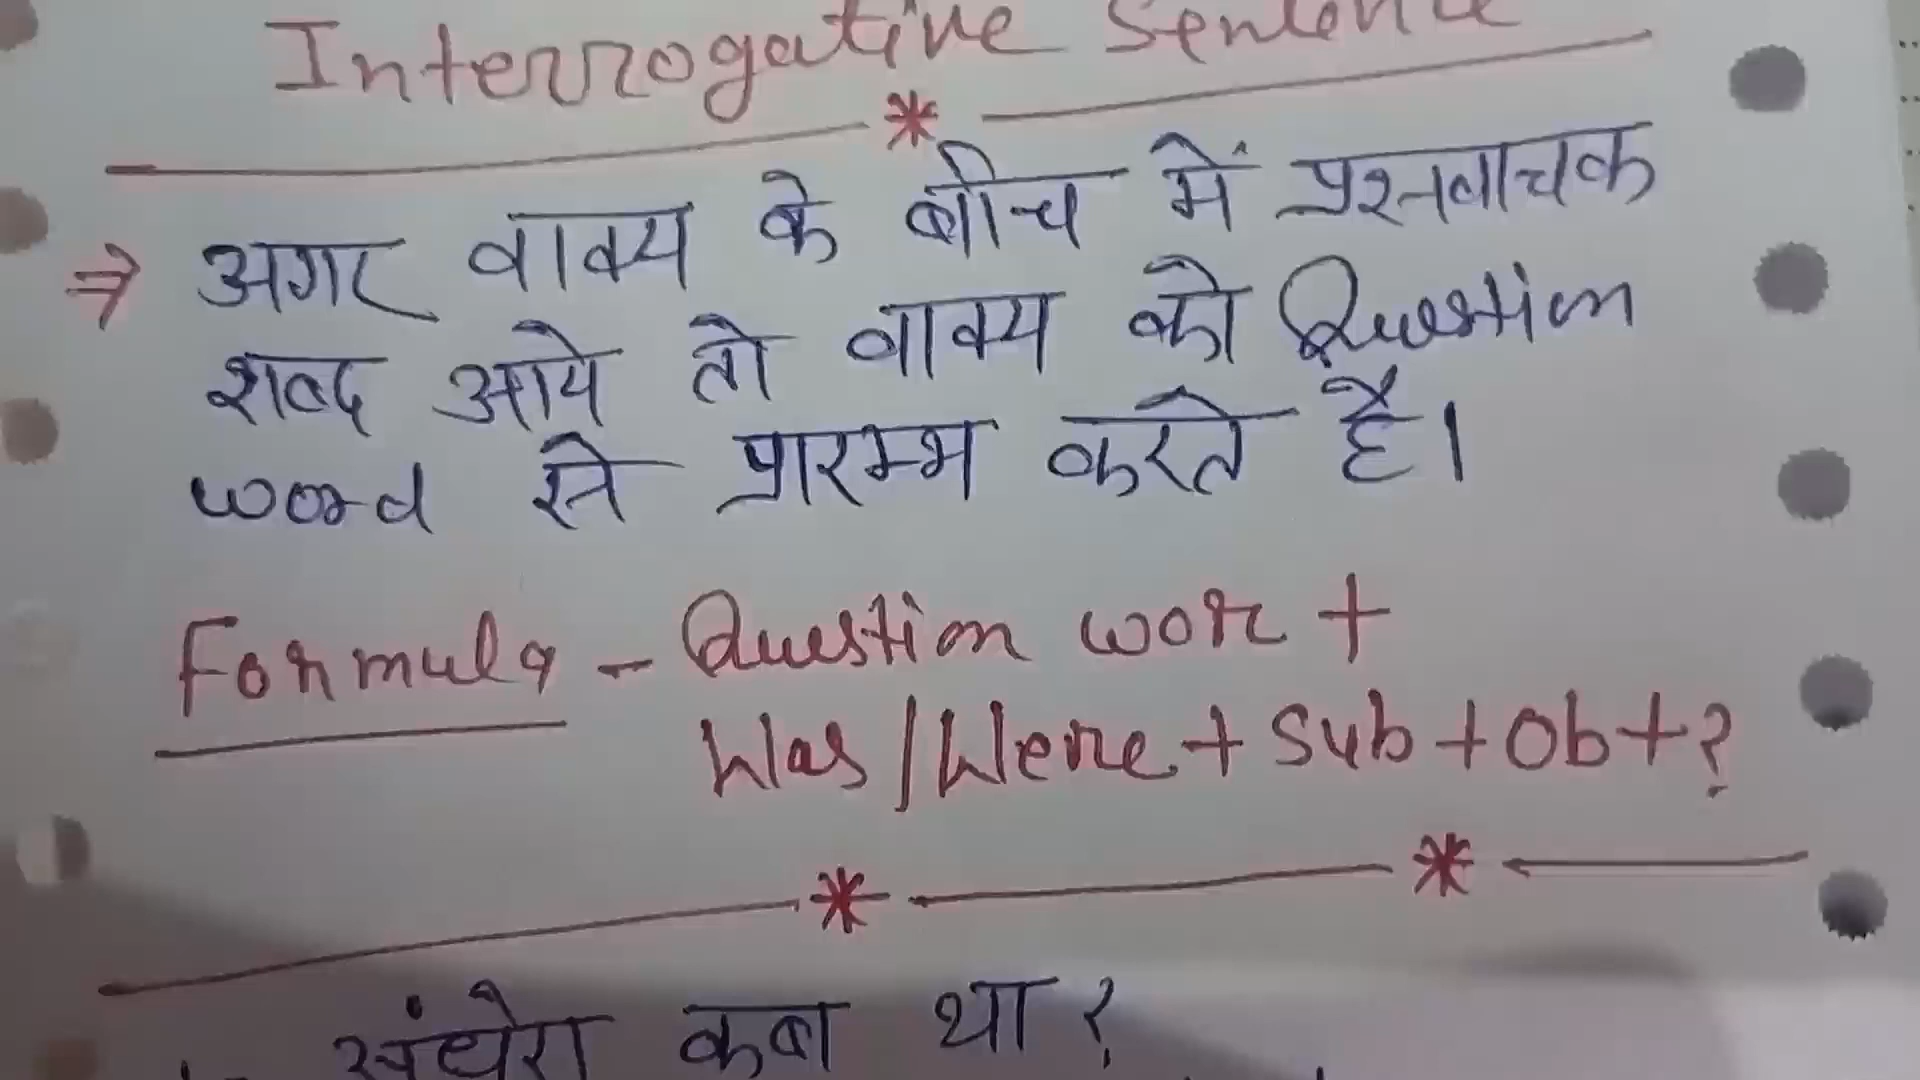 Interrogative Sentence
*
⇒ अगर वाक्य के बीच में प्रश्नवाचक
शब्द आये तो वाक्य को Question
word से प्रारम्भ करते है।
Formula - Question wor +
Was/Were + Sub + Ob + ?
* *
अंधेरा कब था ?